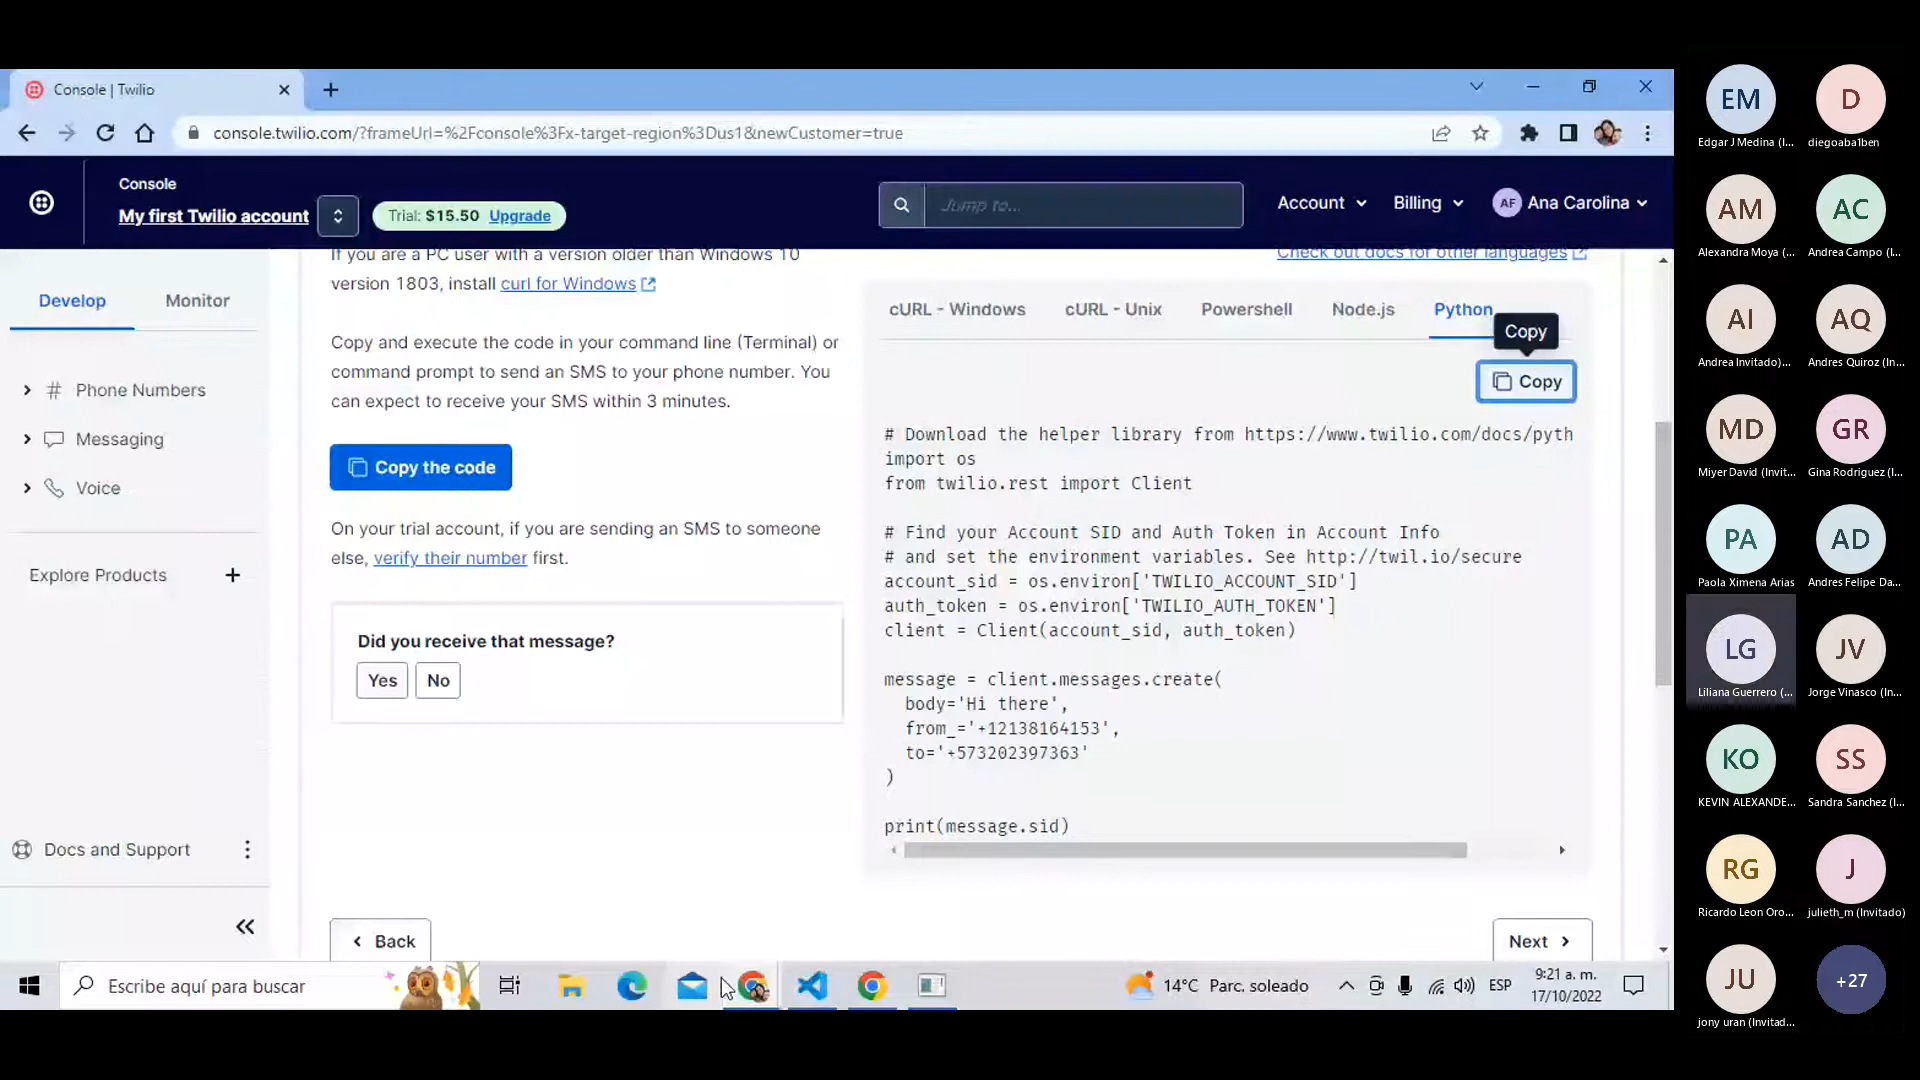 Console | Twilio
console.twilio.com/?frameUrl=%2Fconsole%3Fx-target-region%3Dus1&newCustomer=true
Console
My first Twilio account
Trial: $15.50 Upgrade
Jump to...
Account
Billing
AF
Ana Carolina
Develop
Monitor
# Phone Numbers
Messaging
Voice
Explore Products
+
Docs and Support
If you are a PC user with a version older than Windows 10
version 1803, install curl for Windows
Copy and execute the code in your command line (Terminal) or
command prompt to send an SMS to your phone number. You
can expect to receive your SMS within 3 minutes.
Copy the code
On your trial account, if you are sending an SMS to someone
else, verify their number first.
Did you receive that message?
Yes
No
Back
Check out docs for other languages
cURL - Windows
cURL - Unix
Powershell
Node.js
Python
Copy
Copy
# Download the helper library from https://www.twilio.com/docs/pyth
import os
from twilio.rest import Client
# Find your Account SID and Auth Token in Account Info
# and set the environment variables. See http://twil.io/secure
account_sid = os.environ['TWILIO_ACCOUNT_SID']
auth_token = os.environ['TWILIO_AUTH_TOKEN']
client = Client(account_sid, auth_token)
message = client.messages.create(
body='Hi there',
from_='+12138164153',
to='+573202397363'
)
print(message.sid)
Next
Escribe aquí para buscar
14°C Parc. soleado
ESP
9:21 a. m.
17/10/2022
EM
Edgar J Medina (I...
D
diegoaba1ben
AM
Alexandra Moya (...
AC
Andrea Campo (I...
AI
Andrea Invitado)...
AQ
Andres Quiroz (In...
MD
Miyer David (Invit...
GR
Gina Rodriguez (I...
PA
Paola Ximena Arias
AD
Andres Felipe Da...
LG
Liliana Guerrero (...
JV
Jorge Vinasco (In...
KO
KEVIN ALEXANDE...
SS
Sandra Sanchez (I...
RG
Ricardo Leon Oro...
J
julieth_m (Invitado)
JU
jony uran (Invitad...
+27